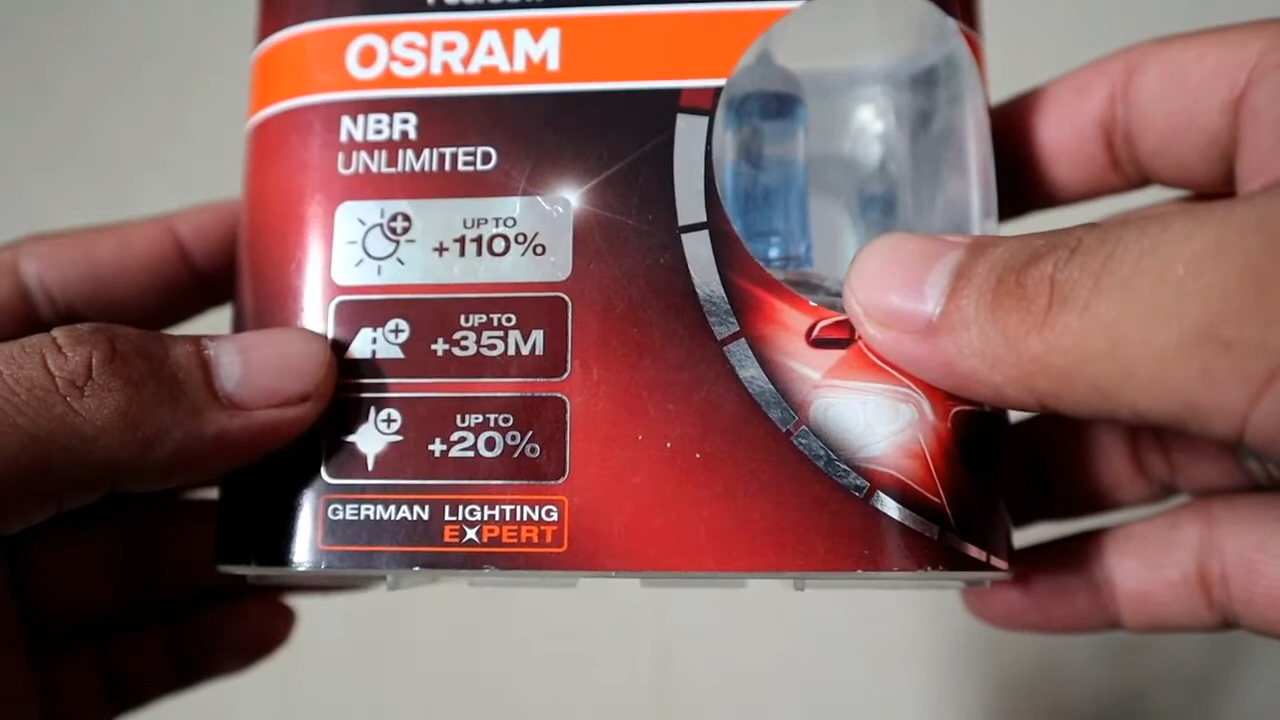 OSRAM
NBR
UNLIMITED
UP TO
+110%
UP TO
+35M
UP TO
+20%
GERMAN LIGHTING
EXPERT